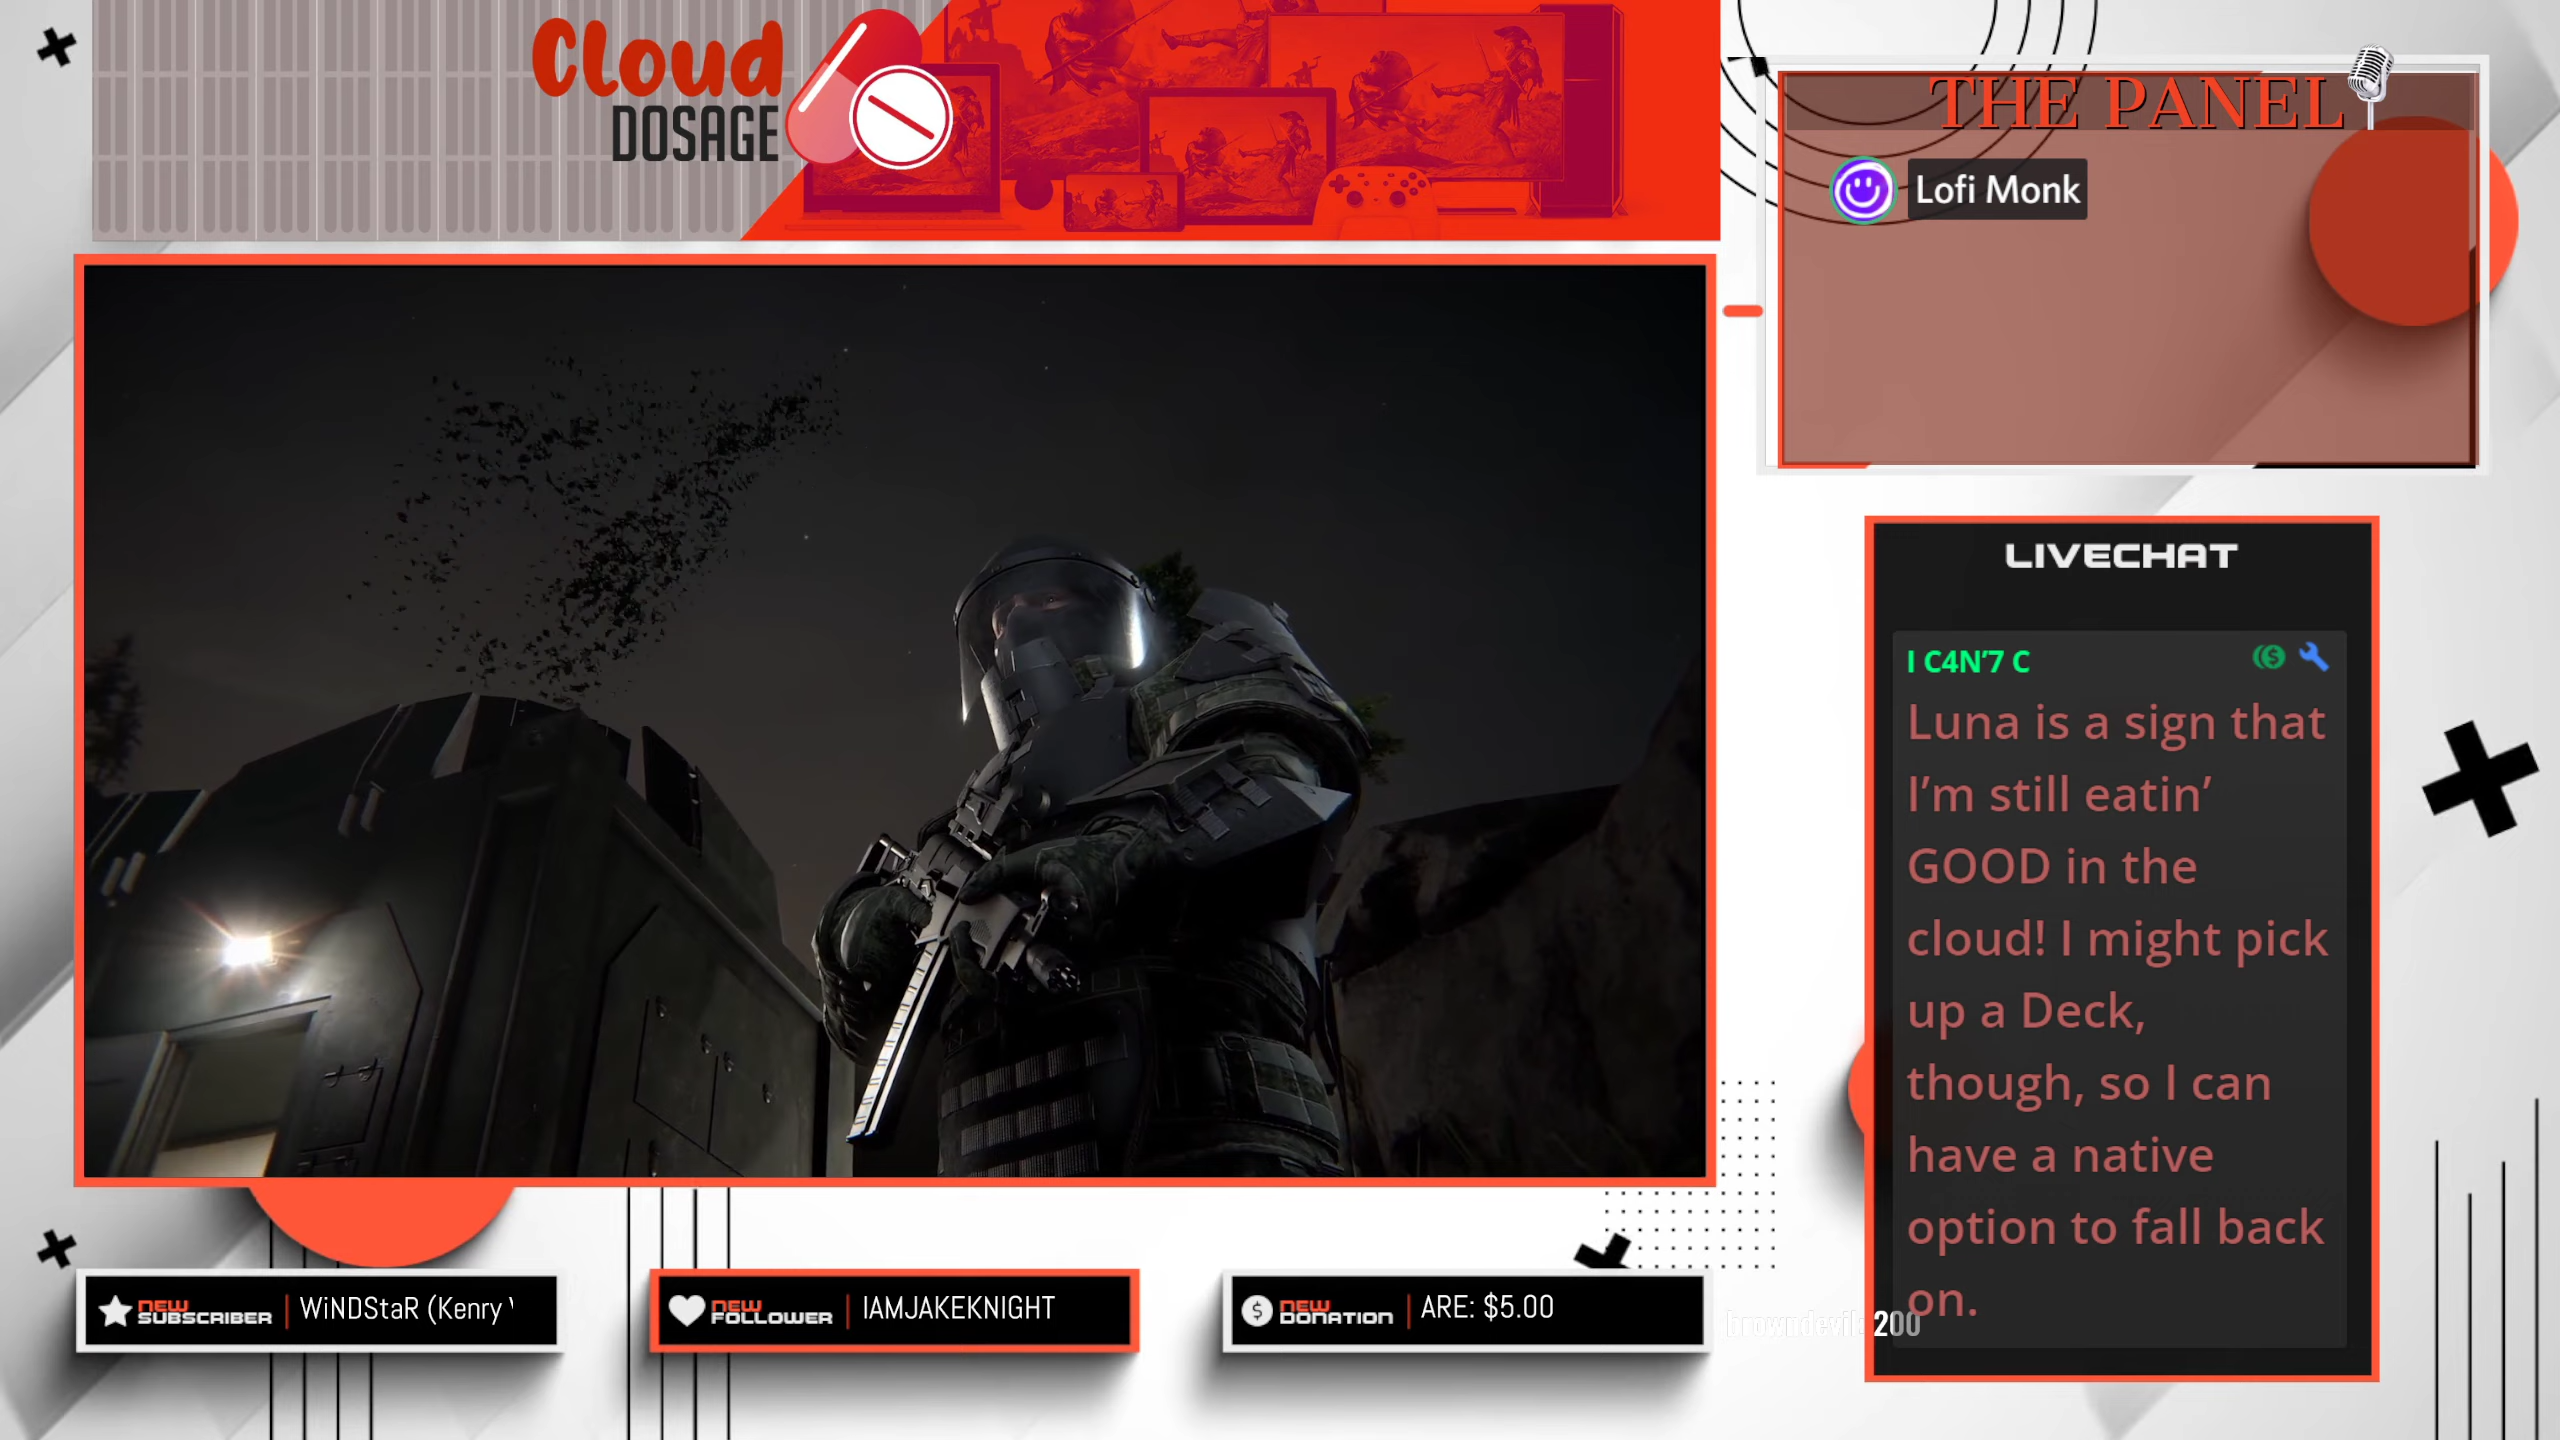 Cloud
DOSAGE
THE PANEL
Lofi Monk
LIVECHAT
I C4N'7 C
Luna is a sign that
I'm still eatin'
GOOD in the
cloud! I might pick
up a Deck,
though, so I can
have a native
option to fall back
on.
NEW SUBSCRIBER WiNDStaR (Kenry
NEW FOLLOWER IAMJAKEKNIGHT
NEW DONATION ARE: $5.00
browndevil: 200